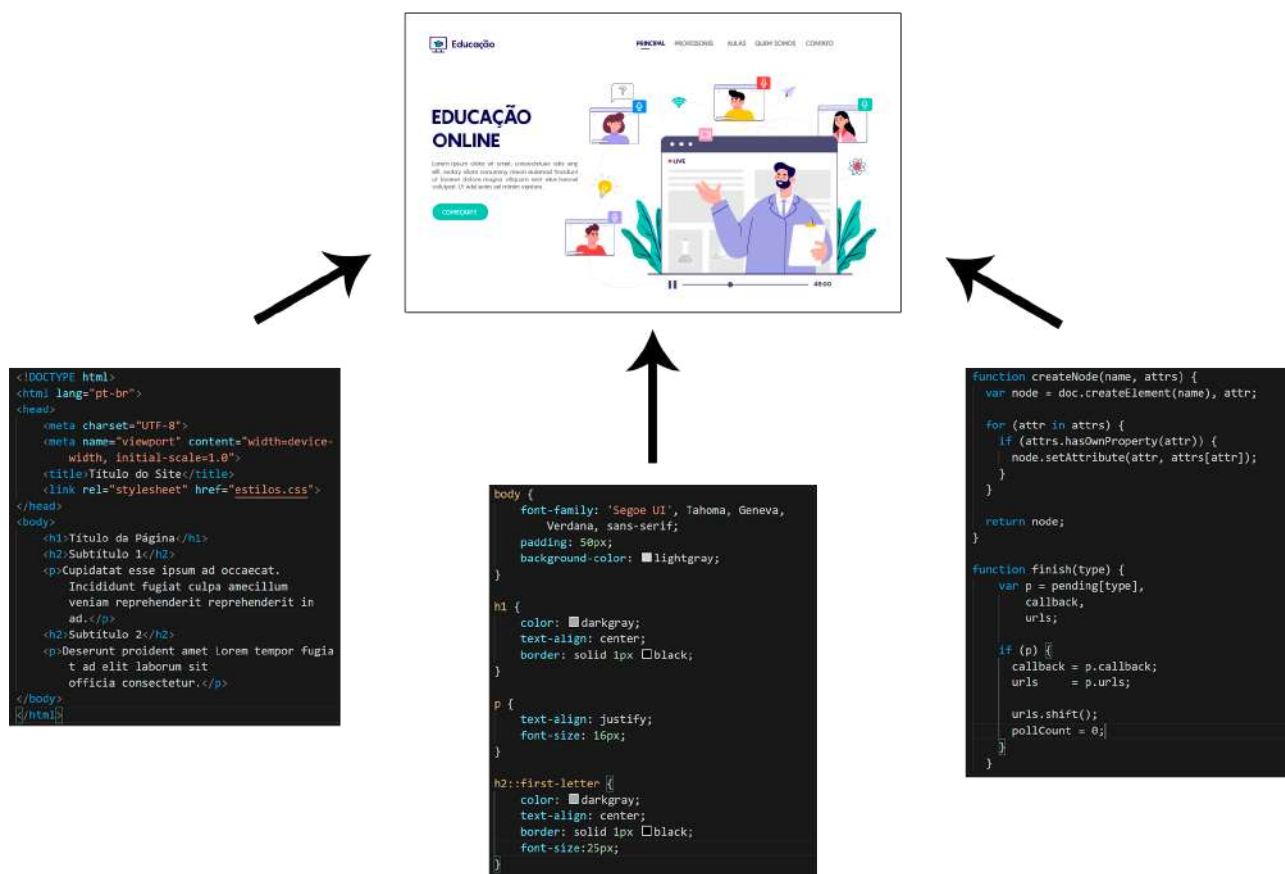 Educação
PRINCIPAL PROFESSORES AULAS QUEM SOMOS CONTATO
EDUCAÇÃO
ONLINE
Lorem ipsum dolor sit amet, consectetuer
COMEÇAR!!
LIVE
48:00
<!DOCTYPE html>
<html lang="pt-br">
<head>
<meta charset="UTF-8">
<meta name="viewport" content="width=device-
width, initial-scale=1.0">
<title>Título do Site</title>
<link rel="stylesheet" href="estilos.css">
</head>
<body>
<h1>Título da Página</h1>
<h2>Subtítulo 1</h2>
<p>Cupidatat esse ipsum ad occaecat.
Incididunt fugiat culpa amecillum
veniam reprehenderit reprehenderit in
ad.</p>
<h2>Subtítulo 2</h2>
<p>Deserunt proident amet Lorem tempor fugia
t ad elit laborum sit
officia consectetur.</p>
</body>
</html>
body {
font-family: 'Segoe UI', Tahoma, Geneva,
Verdana, sans-serif;
padding: 50px;
background-color: lightgray;
}
h1 {
color: darkgray;
text-align: center;
border: solid 1px black;
}
p {
text-align: justify;
font-size: 16px;
}
h2::first-letter {
color: darkgray;
text-align: center;
border: solid 1px black;
font-size:25px;
}
function createNode(name, attrs) {
var node = doc.createElement(name), attr;
for (attr in attrs) {
if (attrs.hasOwnProperty(attr)) {
node.setAttribute(attr, attrs[attr]);
}
}
return node;
}
function finish(type) {
var p = pending[type],
callback,
urls;
if (p) {
callback = p.callback;
urls = p.urls;
urls.shift();
pollCount = 0;
}
}